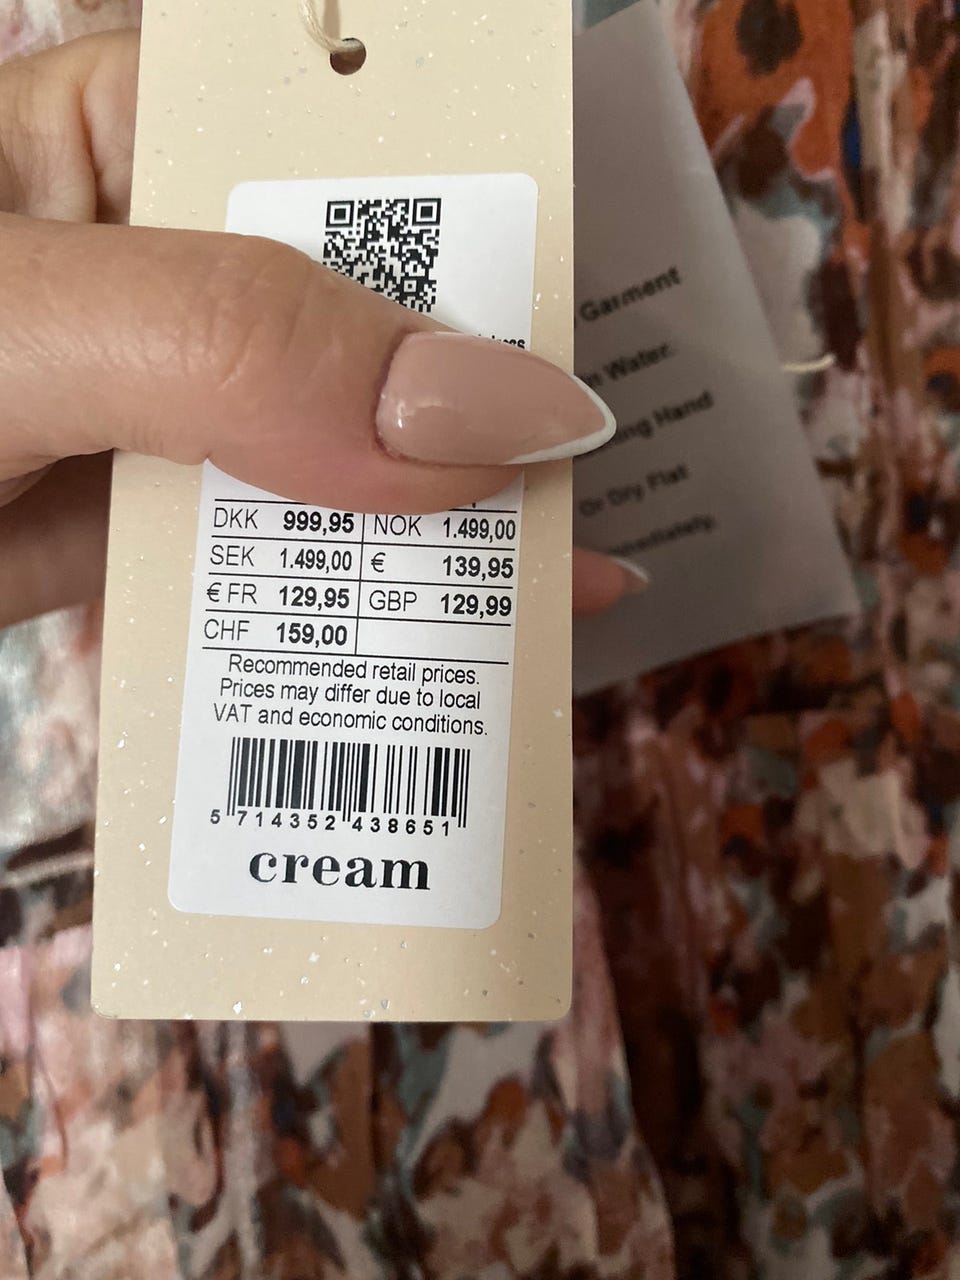 DKK 999,95 NOK 1.499,00
SEK 1.499,00 € 139,95
€ FR 129,95 GBP 129,99
CHF 159,00
Recommended retail prices.
Prices may differ due to local
VAT and economic conditions.
5 714352 438651
cream
Garment
Water.
Hand
Or Dry Flat